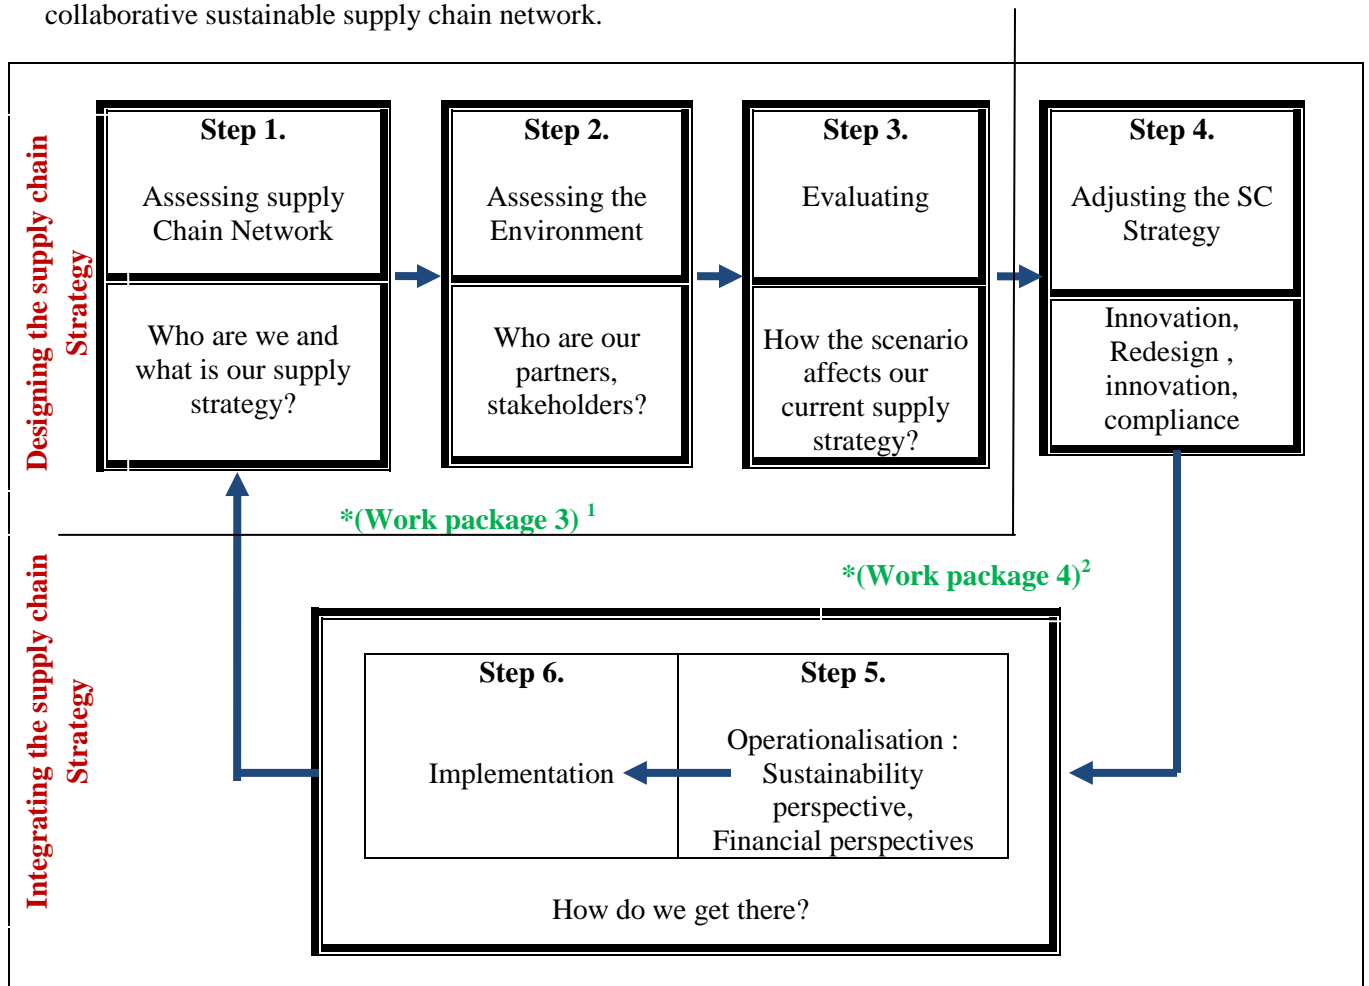 collaborative sustainable supply chain network.
Designing the supply chain
Strategy
Step 1.
Assessing supply
Chain Network
Who are we and
what is our supply
strategy?
Step 2.
Assessing the
Environment
Who are our
partners,
stakeholders?
Step 3.
Evaluating
How the scenario
affects our
current supply
strategy?
Step 4.
Adjusting the SC
Strategy
Innovation,
Redesign ,
innovation,
compliance
*(Work package 3) 1
*(Work package 4)2
Integrating the supply chain
Strategy
Step 6.
Implementation
Step 5.
Operationalisation :
Sustainability
perspective,
Financial perspectives
How do we get there?